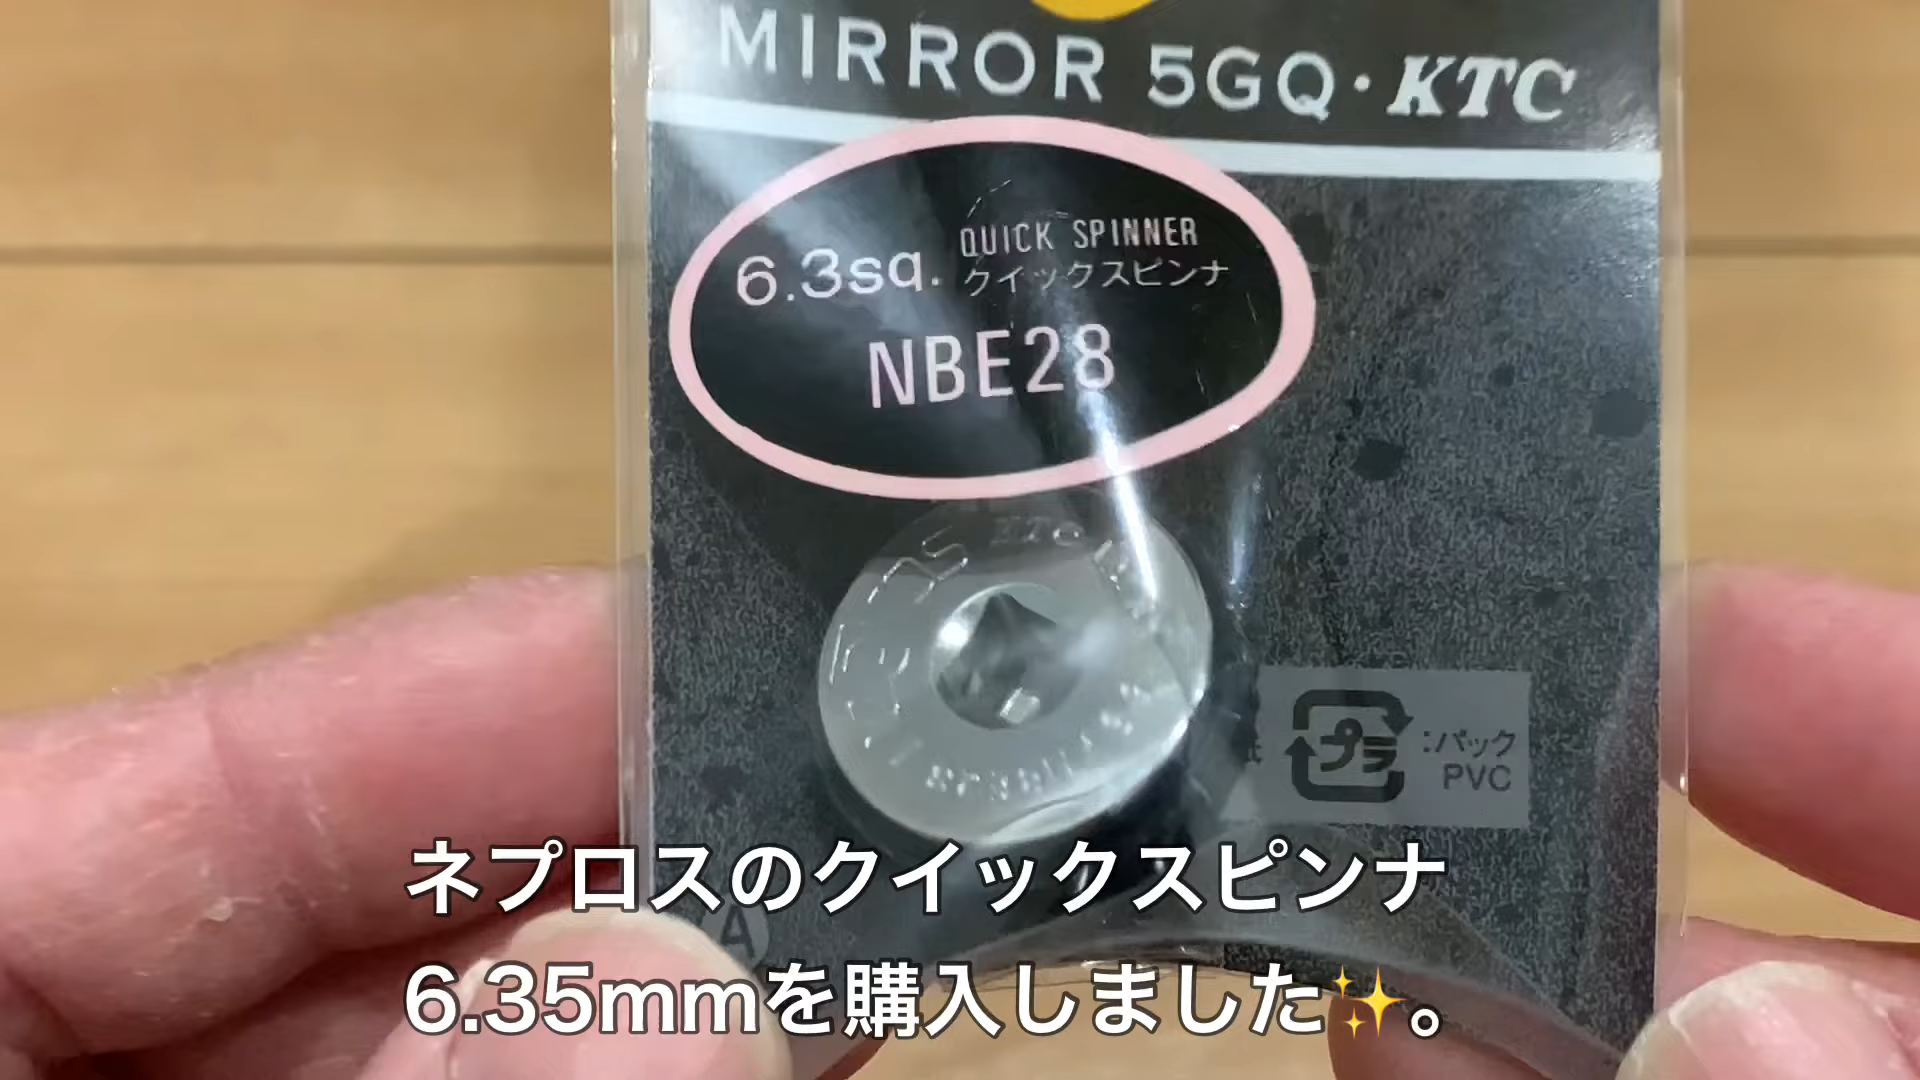 MIRROR 5GQ・KTC
QUICK SPINNER
6.3sq. クイックスピンナ
NBE28
プラ :パック
PVC
A
ネプロスのクイックスピンナ
6.35mmを購入しました✨。